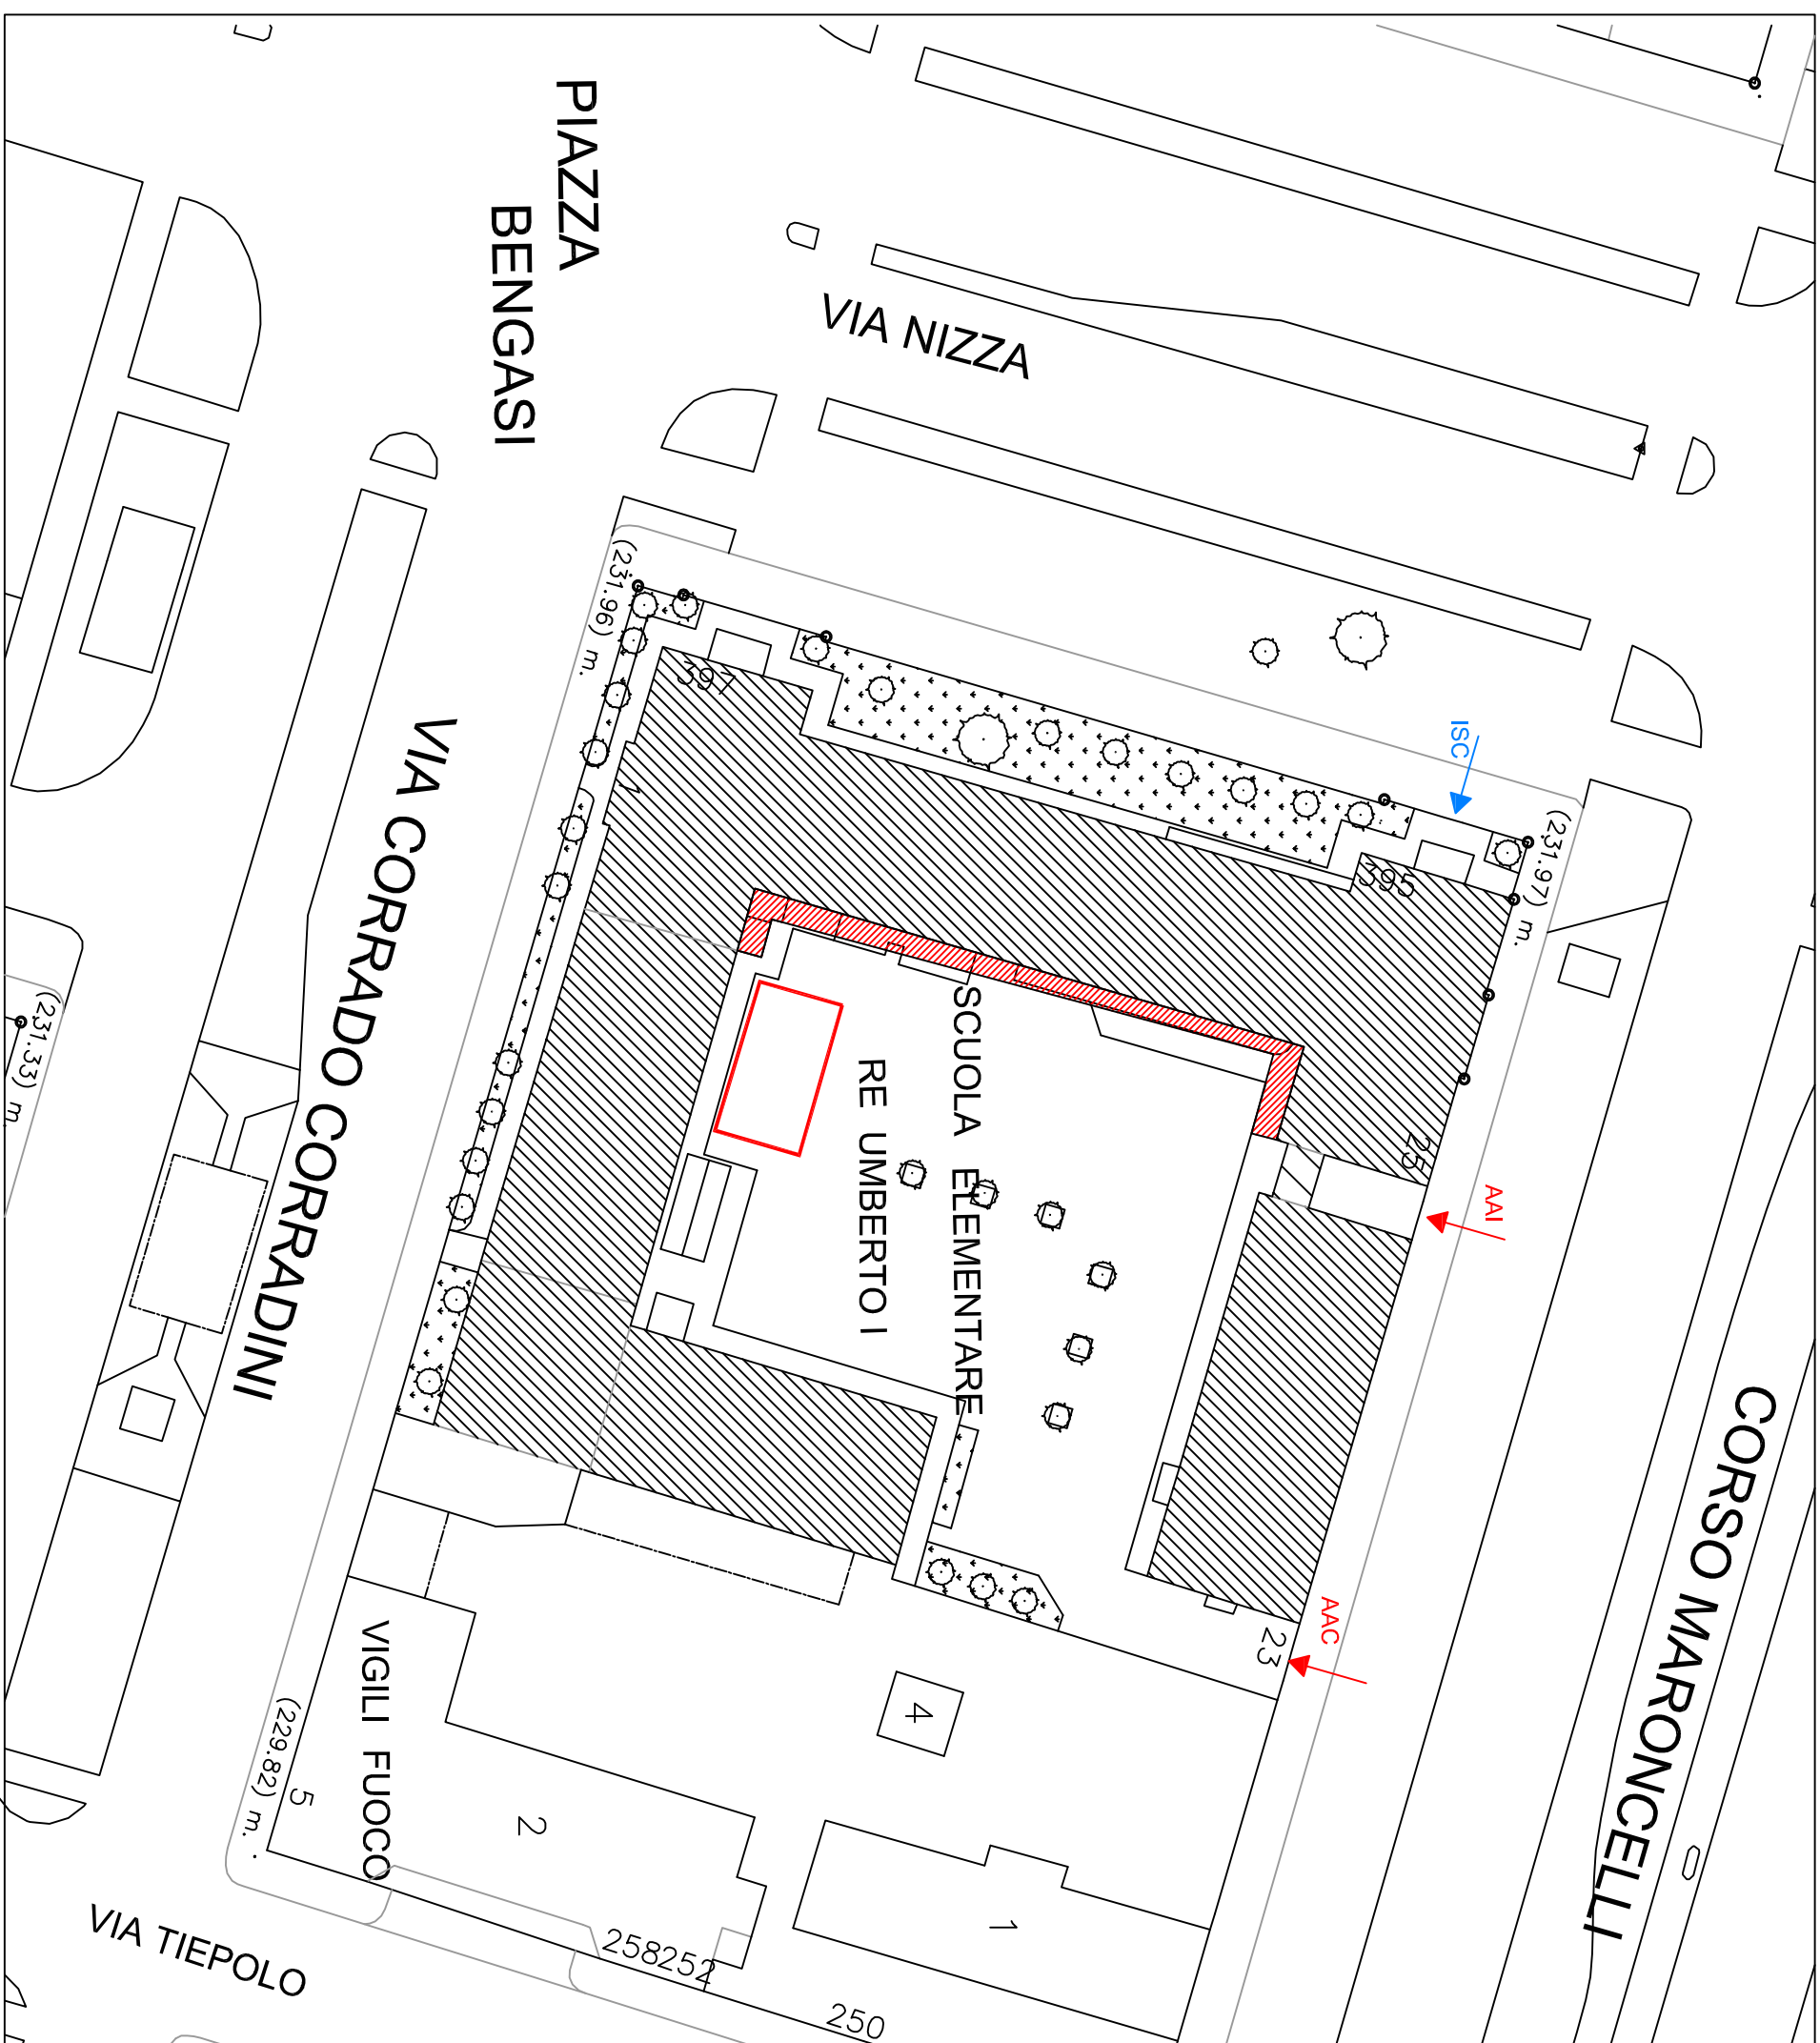 PIAZZA
BENGASI
VIA NIZZA
(231.96) m.
397
ISC
(231.97) m.
395
VIA CORRADO CORRADINI
(231.33) m
SCUOLA ELEMENTARE
RE UMBERTO I
25
AAI
CORSO MARONCELLI
AAC
23
VIGILI FUOCO
4
(229.82) m.
5
2
1
VIA TIEPOLO
258252
250